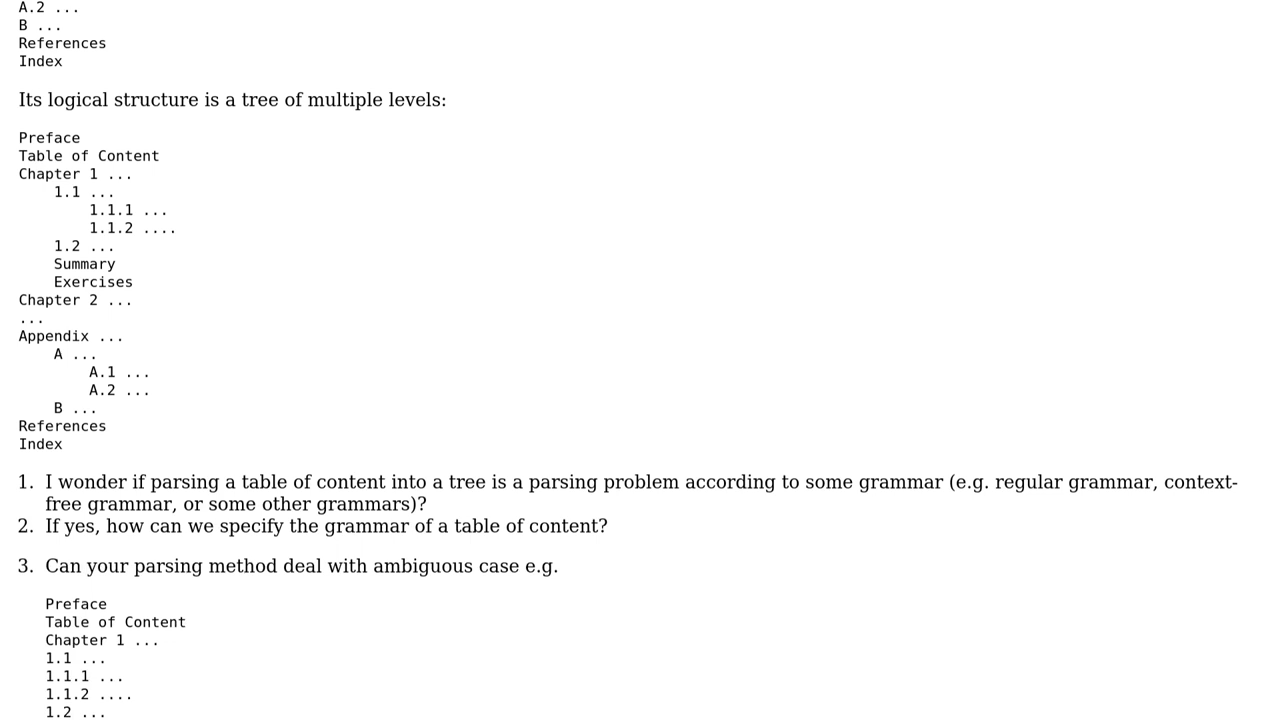 A.2 ...
B ...
References
Index
Its logical structure is a tree of multiple levels:
Preface
Table of Content
Chapter 1 ...
    1.1 ...
        1.1.1 ...
        1.1.2 ....
    1.2 ...
    Summary
    Exercises
Chapter 2 ...
...
Appendix ...
    A ...
        A.1 ...
        A.2 ...
    B ...
References
Index
1. I wonder if parsing a table of content into a tree is a parsing problem according to some grammar (e.g. regular grammar, context-
free grammar, or some other grammars)?
2. If yes, how can we specify the grammar of a table of content?
3. Can your parsing method deal with ambiguous case e.g.
Preface
Table of Content
Chapter 1 ...
1.1 ...
1.1.1 ...
1.1.2 ....
1.2 ...